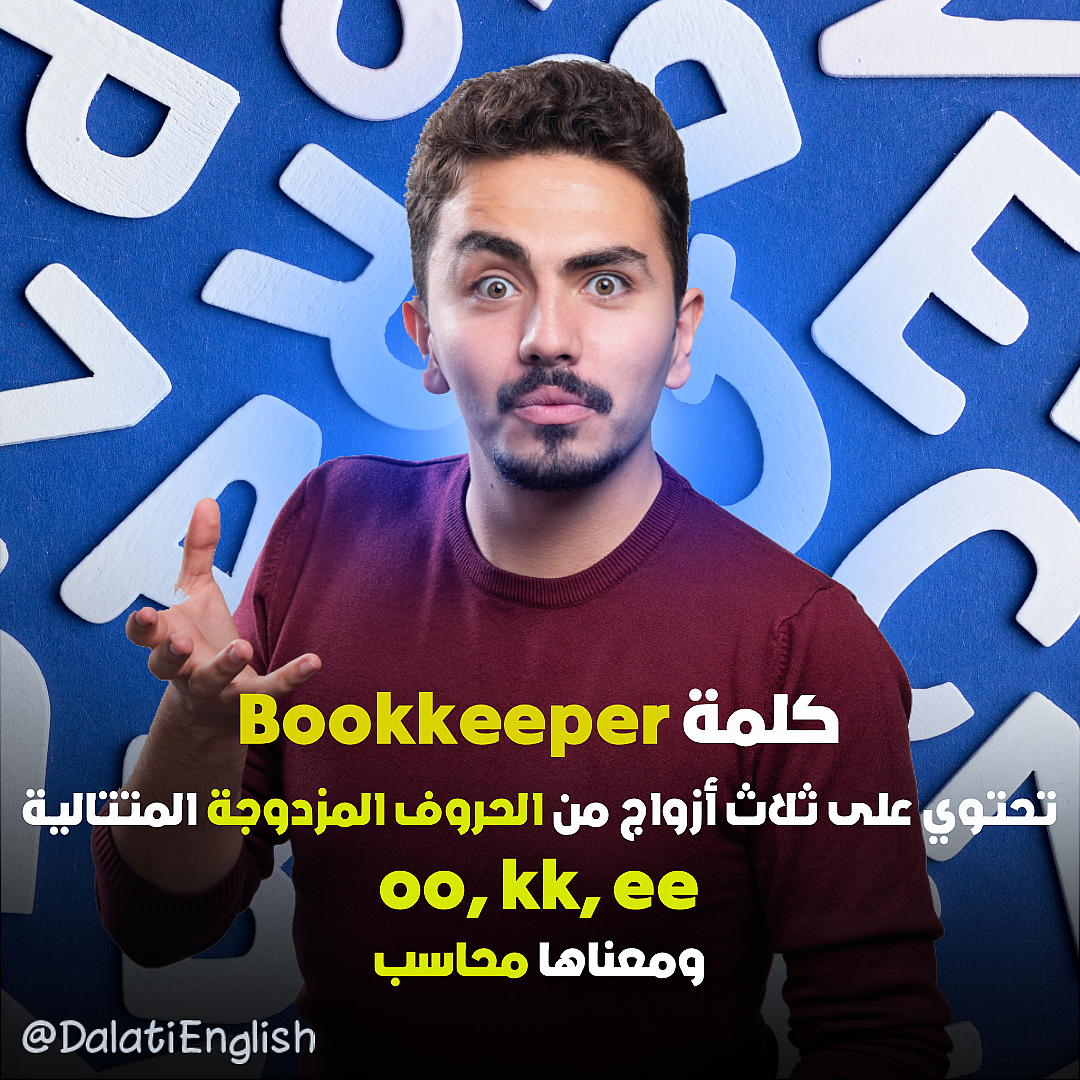 كلمة Bookkeeper
تحتوي على ثلاث أزواج من الحروف المزدوجة المتتالية
oo, kk, ee
ومعناها محاسب
@DalatiEnglish